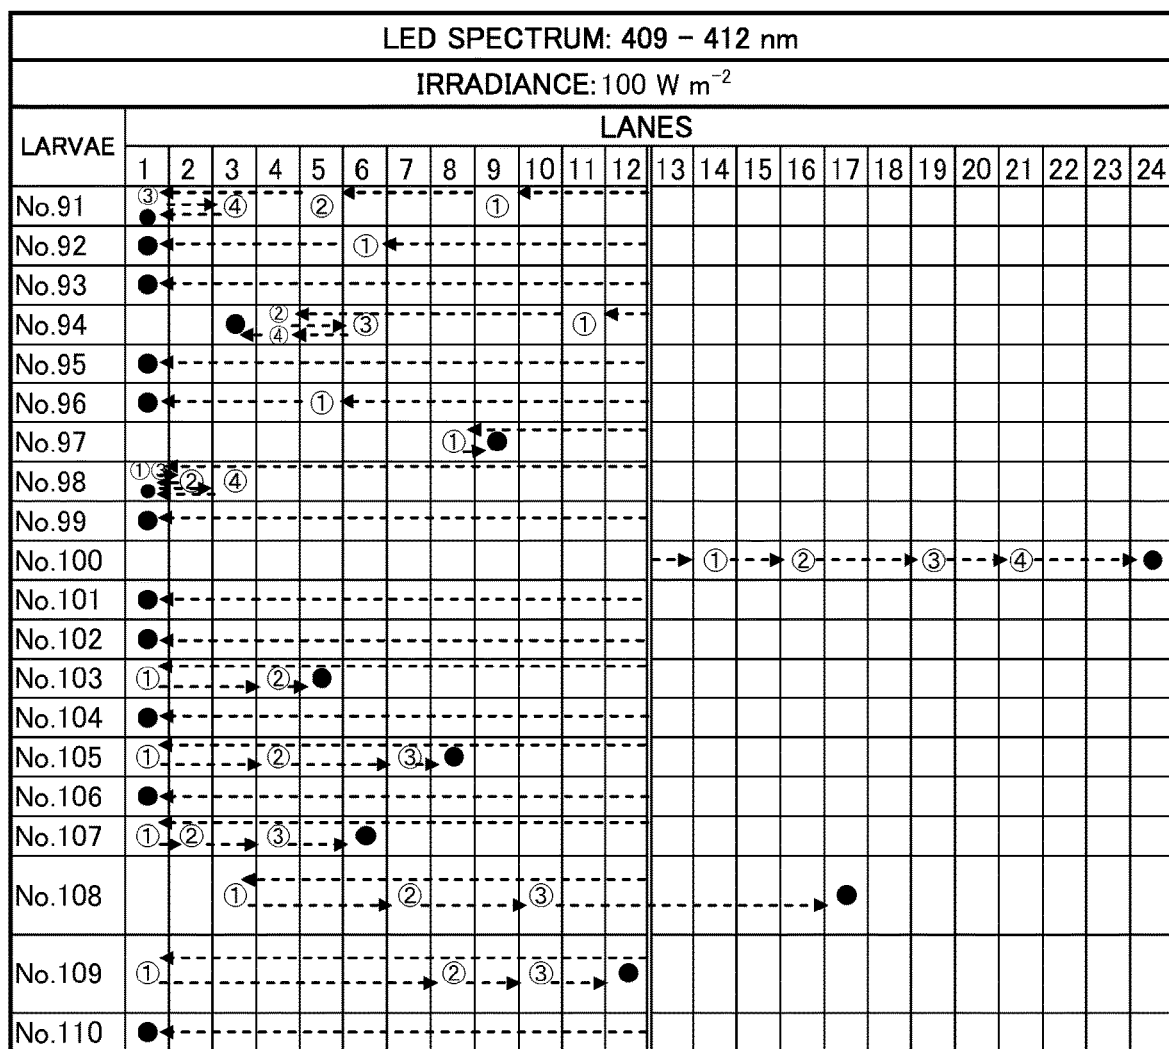 LED SPECTRUM: 409 – 412 nm
IRRADIANCE: 100 W m⁻²
LARVAE LANES
1 2 3 4 5 6 7 8 9 10 11 12 13 14 15 16 17 18 19 20 21 22 23 24
No.91 ③ ④ ② ①
No.92 ①
No.93
No.94 ② ④ ③ ①
No.95
No.96 ①
No.97 ①
No.98 ① ③ ② ④
No.99
No.100 ① ② ③ ④
No.101
No.102
No.103 ① ②
No.104
No.105 ① ② ③
No.106
No.107 ① ② ③
No.108 ① ② ③
No.109 ① ② ③
No.110